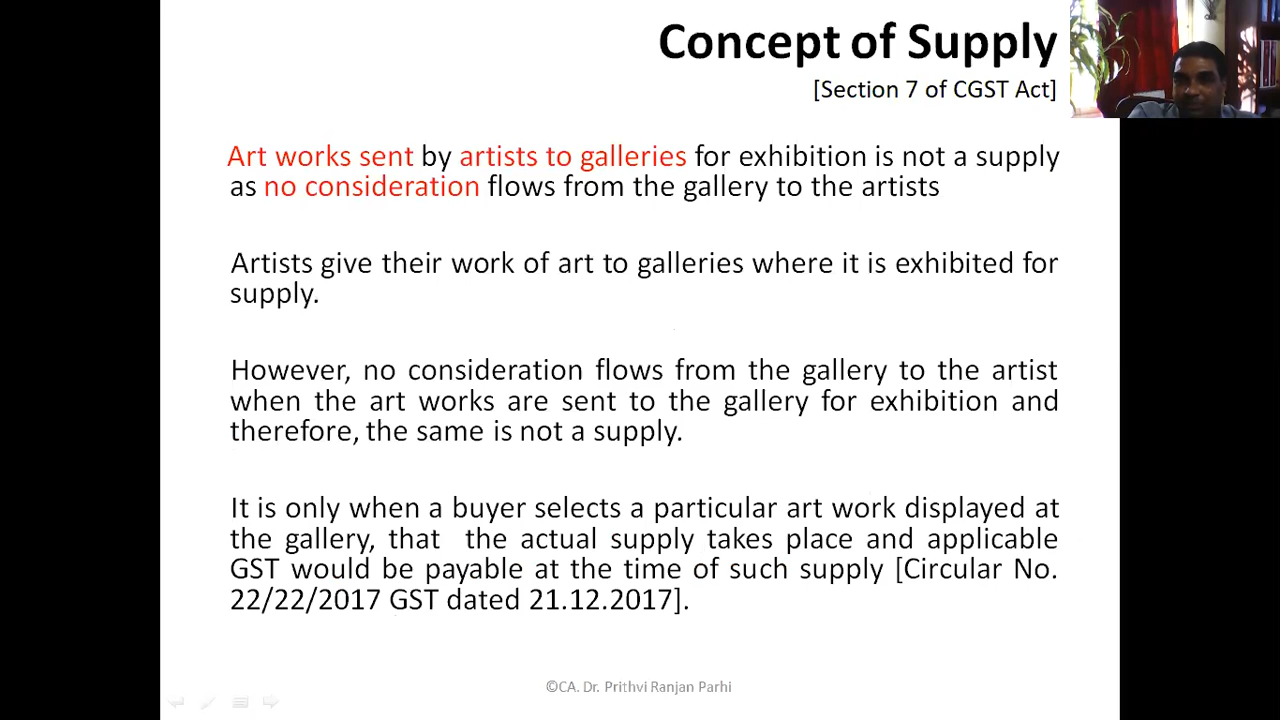 Concept of Supply
[Section 7 of CGST Act]
Art works sent by artists to galleries for exhibition is not a supply
as no consideration flows from the gallery to the artists
Artists give their work of art to galleries where it is exhibited for
supply.
However, no consideration flows from the gallery to the artist
when the art works are sent to the gallery for exhibition and
therefore, the same is not a supply.
It is only when a buyer selects a particular art work displayed at
the gallery, that the actual supply takes place and applicable
GST would be payable at the time of such supply [Circular No.
22/22/2017 GST dated 21.12.2017].
©CA. Dr. Prithvi Ranjan Parhi